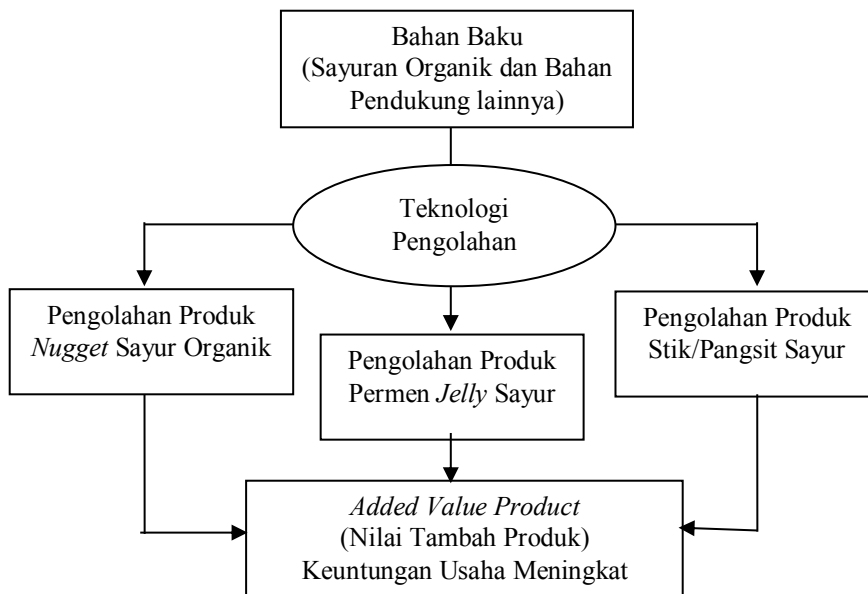 Bahan Baku
(Sayuran Organik dan Bahan
Pendukung lainnya)
Teknologi
Pengolahan
Pengolahan Produk
Nugget Sayur Organik
Pengolahan Produk
Permen Jelly Sayur
Pengolahan Produk
Stik/Pangsit Sayur
Added Value Product
(Nilai Tambah Produk)
Keuntungan Usaha Meningkat